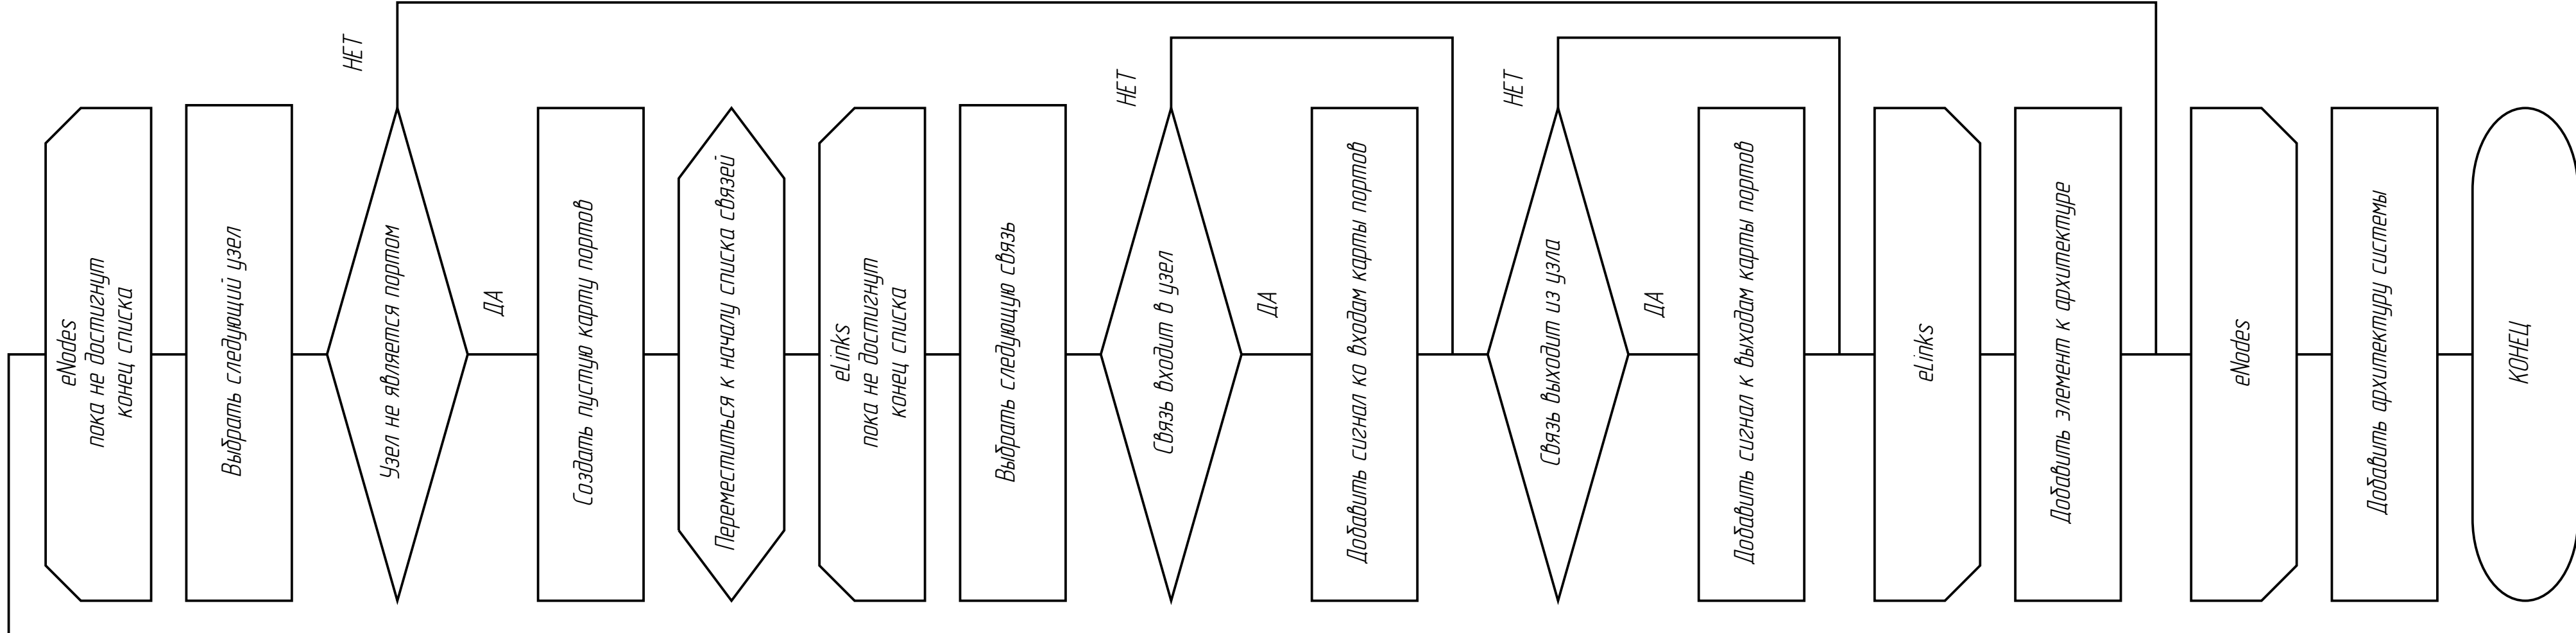 eNodes
пока не достигнут
конец списка
Выбрать следующий узел
НЕТ
Узел не является портом
ДА
Создать пустую карту портов
Переместиться к началу списка связей
eLinks
пока не достигнут
конец списка
Выбрать следующую связь
НЕТ
Связь входит в узел
ДА
Добавить сигнал ко входам карты портов
НЕТ
Связь выходит из узла
ДА
Добавить сигнал к выходам карты портов
eLinks
Добавить элемент к архитектуре
eNodes
Добавить архитектуру системы
КОНЕЦ